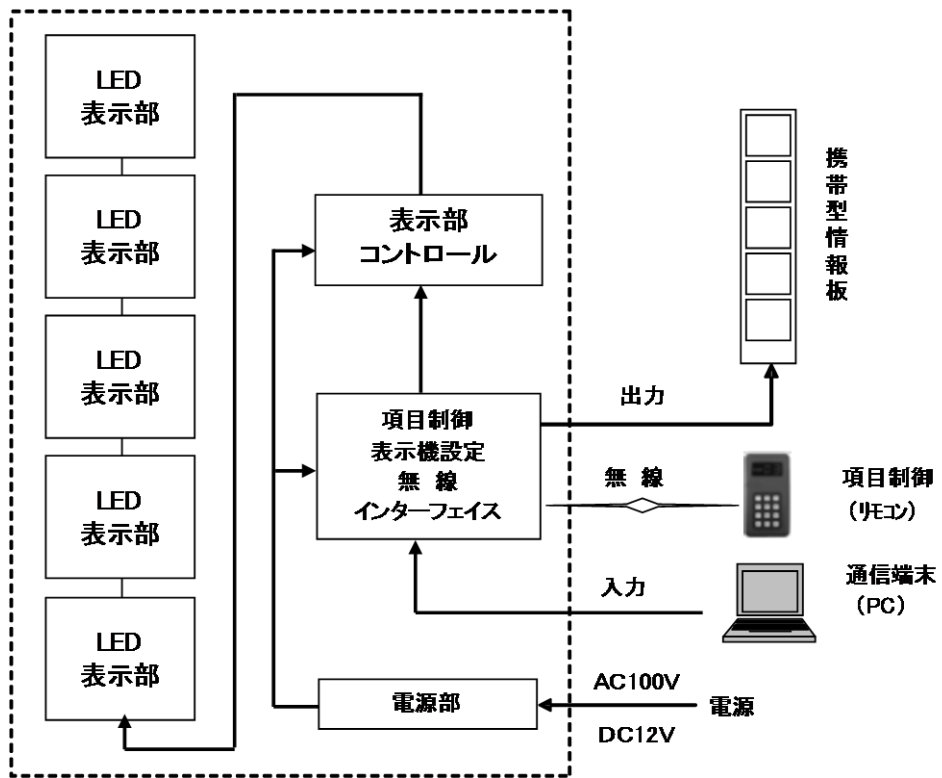 LED
表示部
LED
表示部
LED
表示部
LED
表示部
LED
表示部
表示部
コントロール
項目制御
表示機設定
無 線
インターフェイス
電源部
携帯型情報板
出力
無 線
項目制御
(リモコン)
入力
通信端末
(PC)
AC100V
DC12V
電源